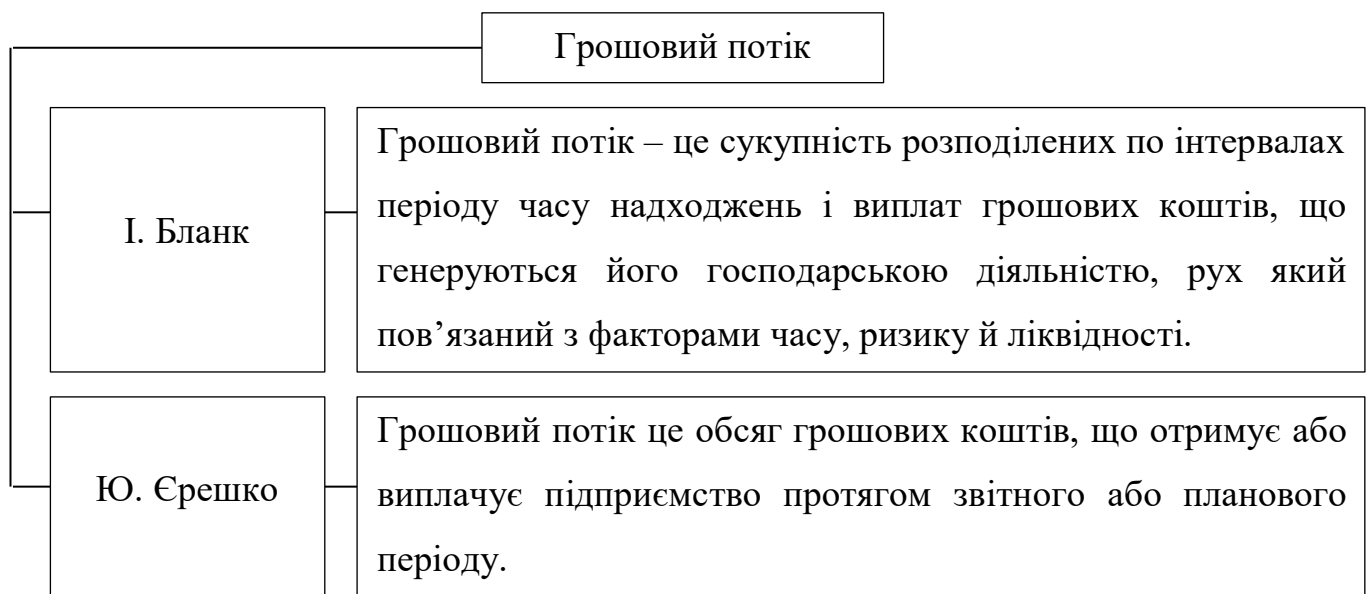 Грошовий потік
І. Бланк
Грошовий потік – це сукупність розподілених по інтервалах
періоду часу надходжень і виплат грошових коштів, що
генеруються його господарською діяльністю, рух який
пов’язаний з факторами часу, ризику й ліквідності.
Ю. Єрешко
Грошовий потік це обсяг грошових коштів, що отримує або
виплачує підприємство протягом звітного або планового
періоду.